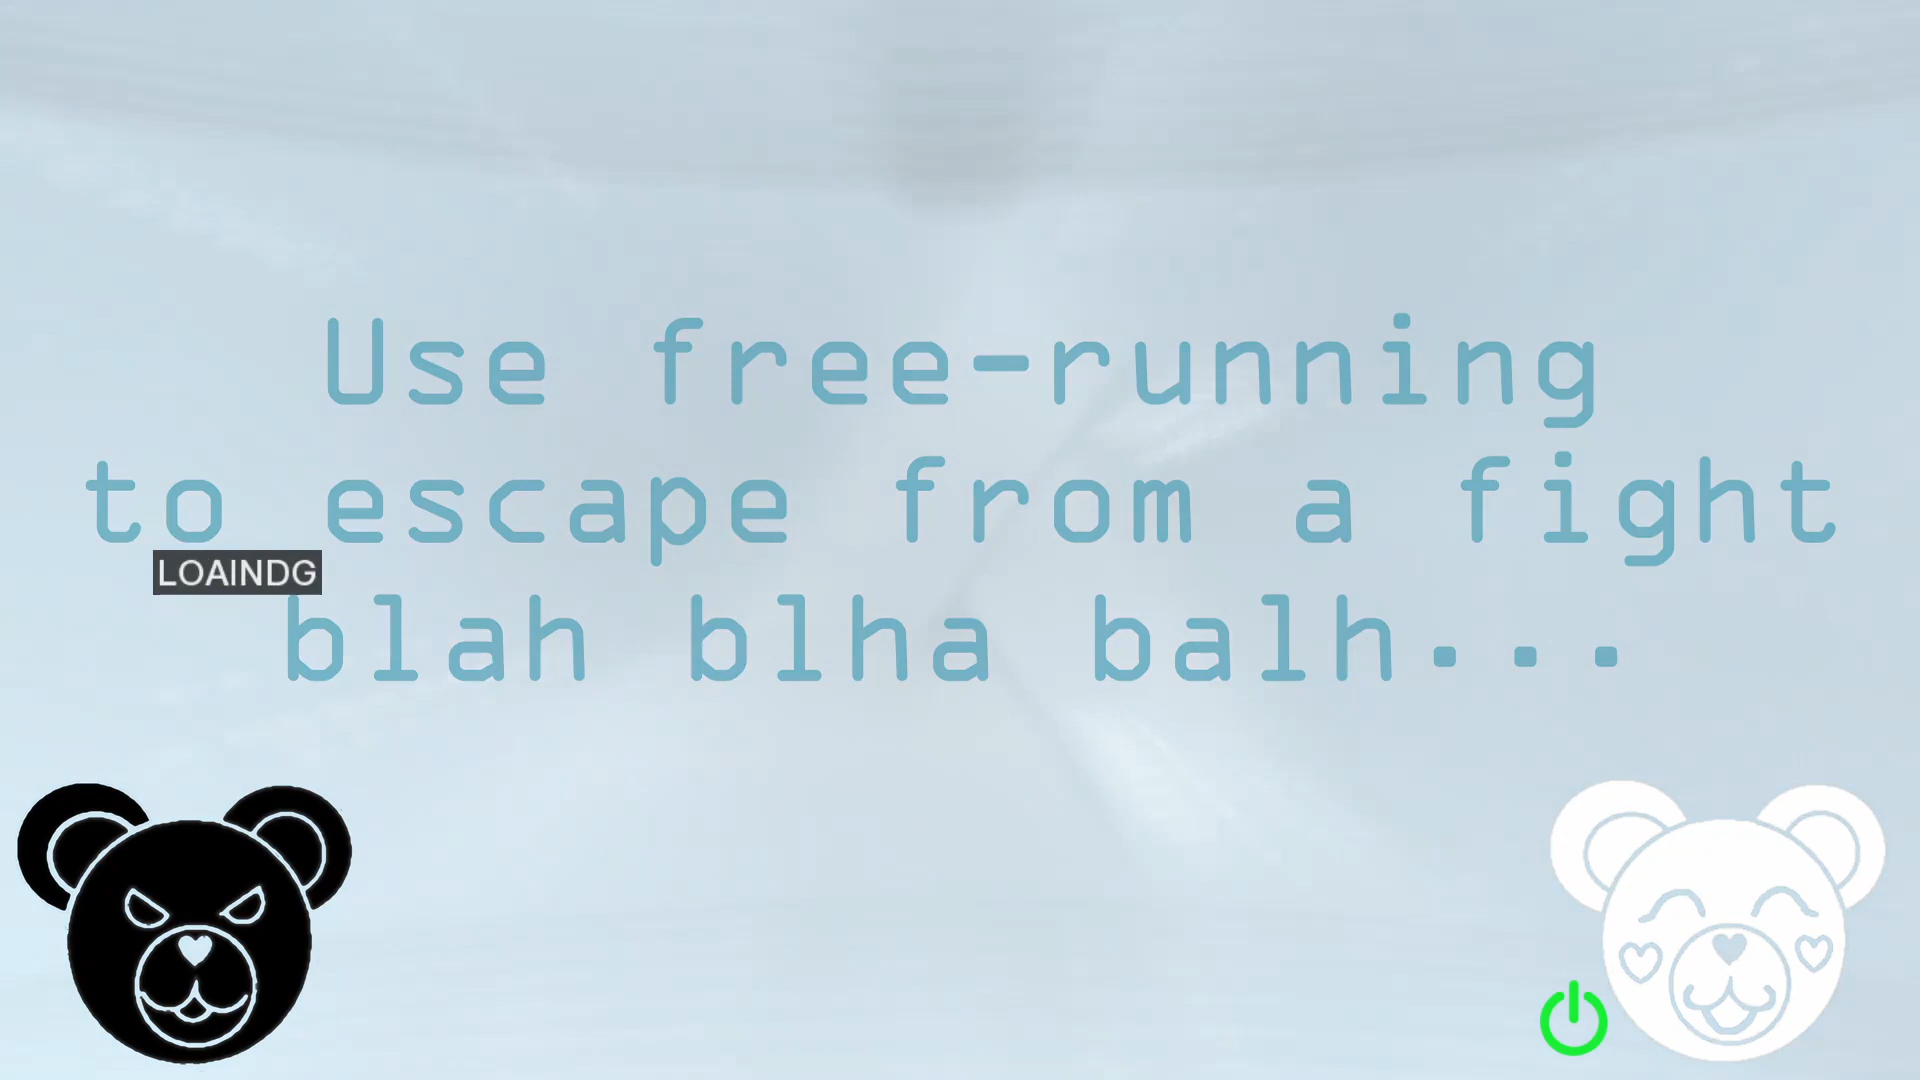 Use free-running
to escape from a fight
LOAINDG
blah blha balh...